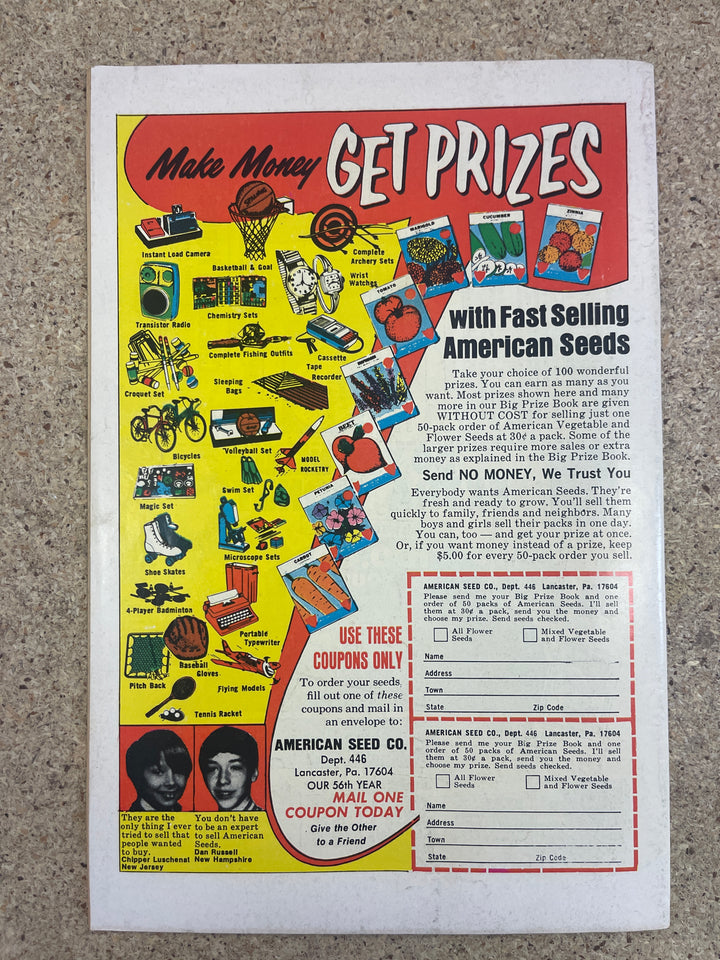 Make Money GET PRIZES
Instant Load Camera
Basketball & Goal
Complete
Archery Sets
Wrist
Watches
Transistor Radio
Chemistry Sets
Complete Fishing Outfits
Cassette
Tape
Recorder
Croquet Set
Sleeping
Bags
Bicycles
Volleyball Set
MODEL
ROCKETRY
Magic Set
Swim Set
Shoe Skates
Microscope Sets
4-Player Badminton
Portable
Typewriter
Baseball
Gloves
Pitch Back
Flying Models
Tennis Racket
MARIGOLD
CUCUMBER
ZINNIA
TOMATO
BEET
PETUNIA
CARROT
with Fast Selling
American Seeds
Take your choice of 100 wonderful
prizes. You can earn as many as you
want. Most prizes shown here and many
more in our Big Prize Book are given
WITHOUT COST for selling just one
50-pack order of American Vegetable and
Flower Seeds at 30¢ a pack. Some of the
larger prizes require more sales or extra
money as explained in the Big Prize Book.
Send NO MONEY, We Trust You
Everybody wants American Seeds. They're
fresh and ready to grow. You'll sell them
quickly to family, friends and neighbors. Many
boys and girls sell their packs in one day.
You can, too — and get your prize at once.
Or, if you want money instead of a prize, keep
$5.00 for every 50-pack order you sell.
USE THESE
COUPONS ONLY
To order your seeds,
fill out one of these
coupons and mail in
an envelope to:
AMERICAN SEED CO.
Dept. 446
Lancaster, Pa. 17604
OUR 56th YEAR
MAIL ONE
COUPON TODAY
Give the Other
to a Friend
AMERICAN SEED CO., Dept. 446 Lancaster, Pa. 17604
Please send me your Big Prize Book and one
order of 50 packs of American Seeds. I'll sell
them at 30¢ a pack, send you the money and
choose my prize. Send seeds checked.
All Flower
Seeds
Mixed Vegetable
and Flower Seeds
Name
Address
Town
State Zip Code
AMERICAN SEED CO., Dept. 446 Lancaster, Pa. 17604
Please send me your Big Prize Book and one
order of 50 packs of American Seeds. I'll sell
them at 30¢ a pack, send you the money and
choose my prize. Send seeds checked.
All Flower
Seeds
Mixed Vegetable
and Flower Seeds
Name
Address
Town
State Zip Code
They are the
only thing I ever
tried to sell that
people wanted
to buy.
Chipper Luschenat
New Jersey
You don't have
to be an expert
to sell American
Seeds.
Dan Russell
New Hampshire